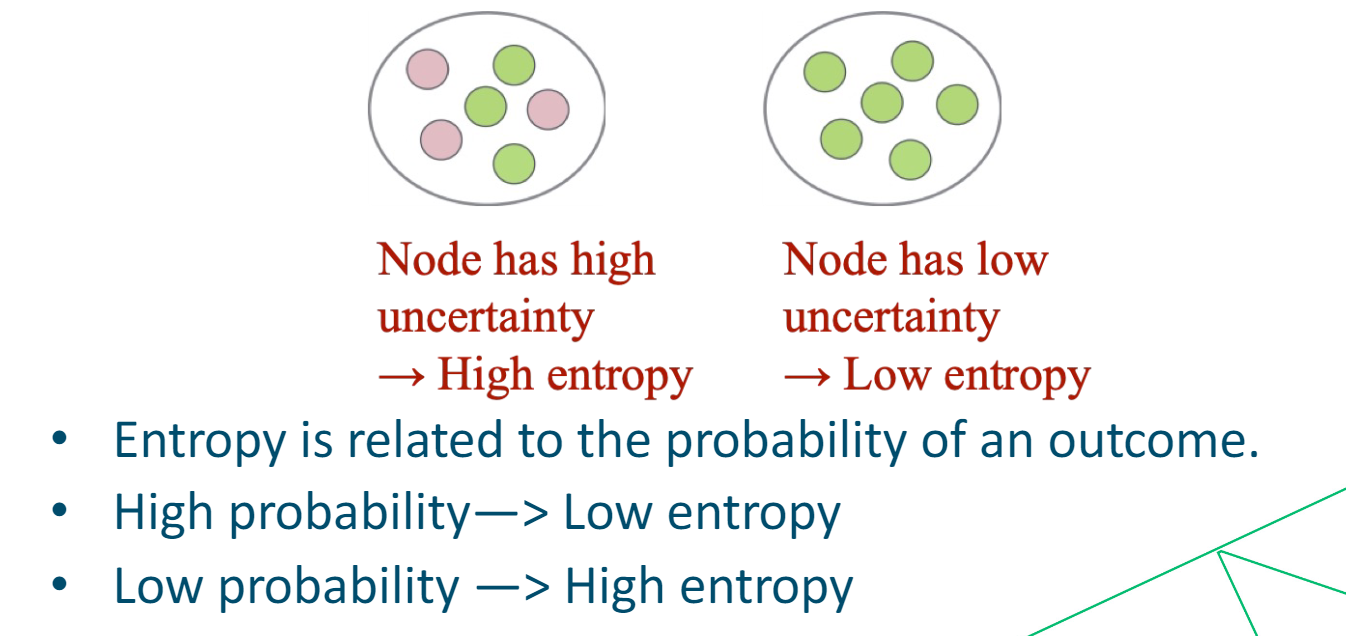 Node has high
uncertainty
→ High entropy
Node has low
uncertainty
→ Low entropy
• Entropy is related to the probability of an outcome.
• High probability—> Low entropy
• Low probability —> High entropy